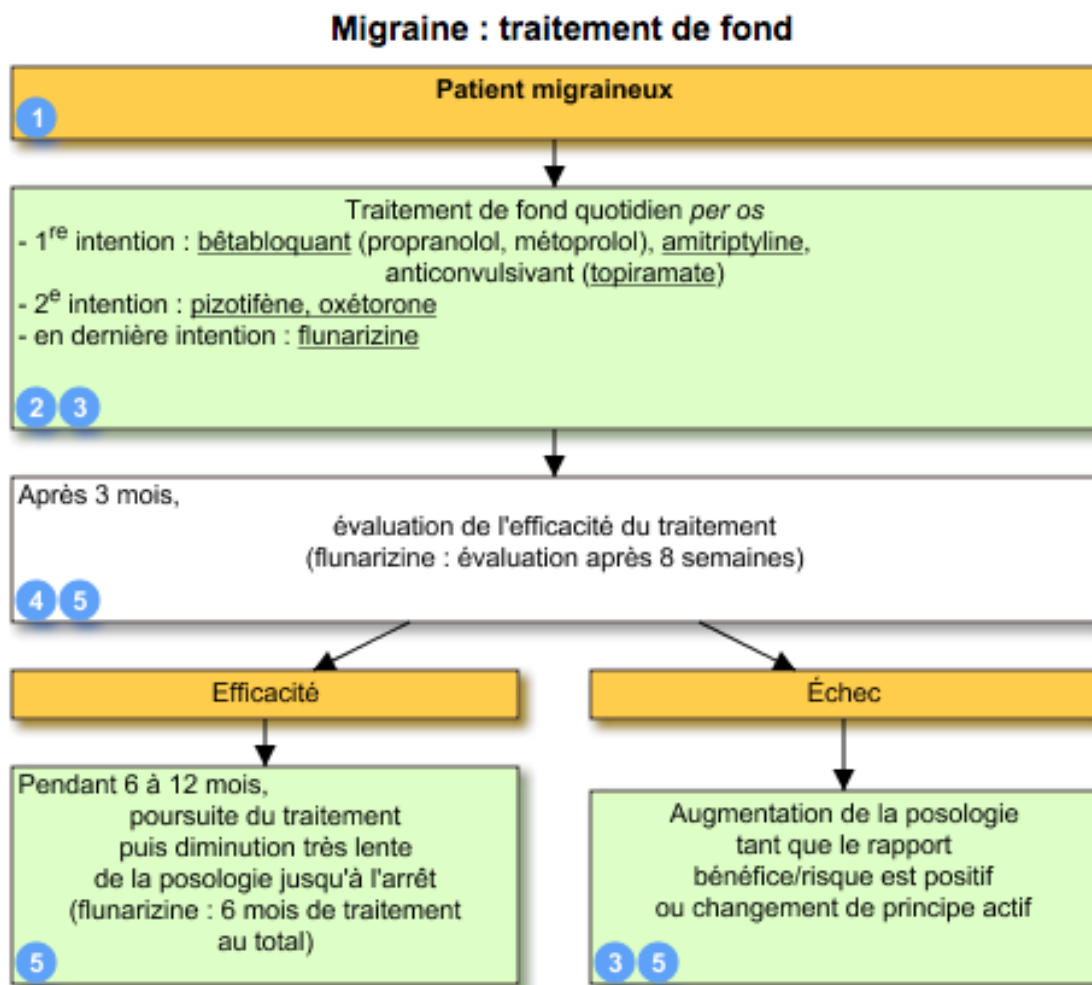 Migraine : traitement de fond
Patient migraineux
1
Traitement de fond quotidien per os
- 1re intention : bêtabloquant (propranolol, métoprolol), amitriptyline,
anticonvulsivant (topiramate)
- 2e intention : pizotifène, oxétorone
- en dernière intention : flunarizine
2 3
Après 3 mois,
évaluation de l'efficacité du traitement
(flunarizine : évaluation après 8 semaines)
4 5
Efficacité
Pendant 6 à 12 mois,
poursuite du traitement
puis diminution très lente
de la posologie jusqu'à l'arrêt
(flunarizine : 6 mois de traitement
au total)
5
Échec
Augmentation de la posologie
tant que le rapport
bénéfice/risque est positif
ou changement de principe actif
3 5